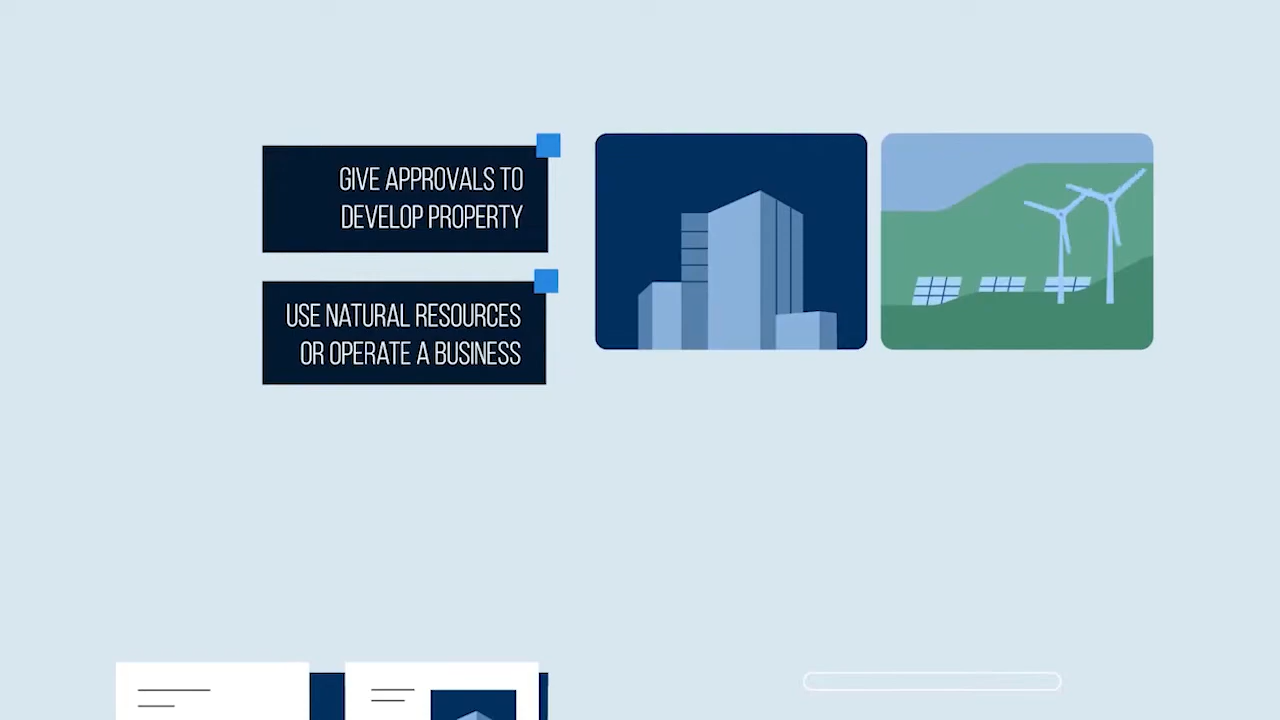 GIVE APPROVALS TO
DEVELOP PROPERTY
USE NATURAL RESOURCES
OR OPERATE A BUSINESS